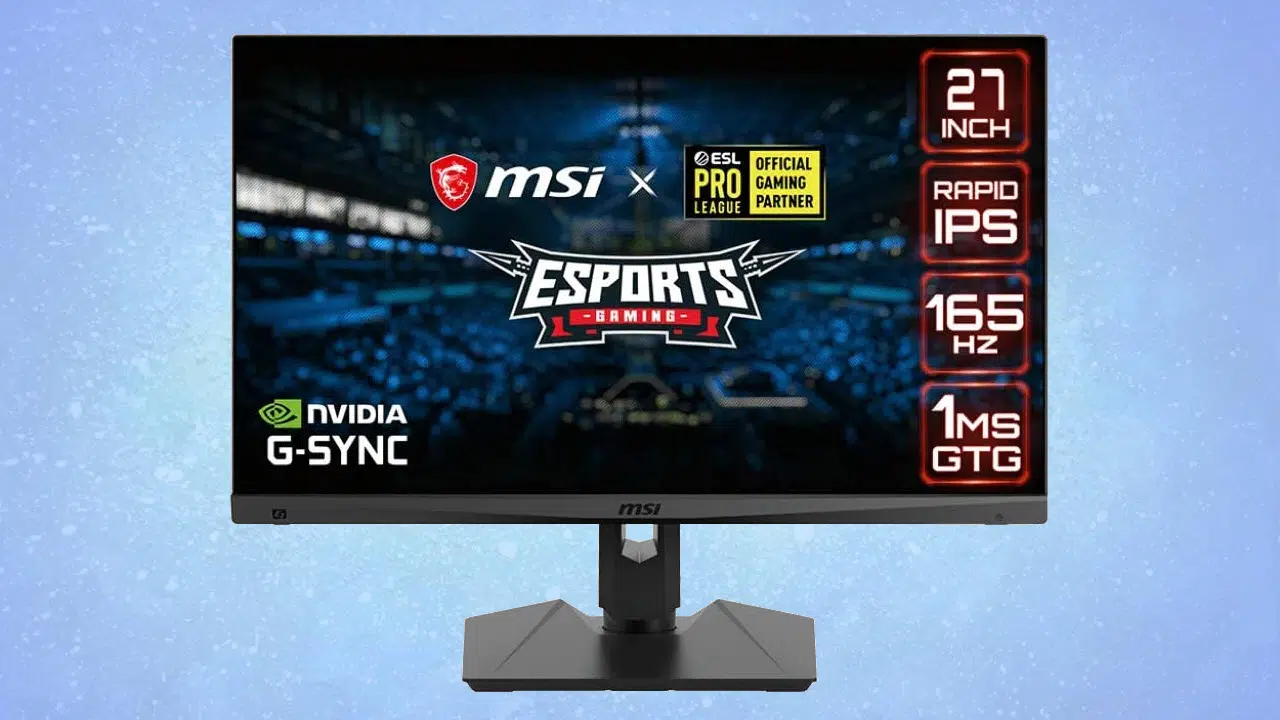 msi X ESL PRO LEAGUE OFFICIAL GAMING PARTNER
ESPORTS
- GAMING -
NVIDIA
G-SYNC
27
INCH
RAPID
IPS
165
HZ
1MS
GTG
msi